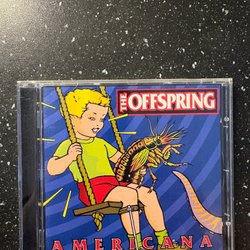 THE OFFSPRING
AMERICANA